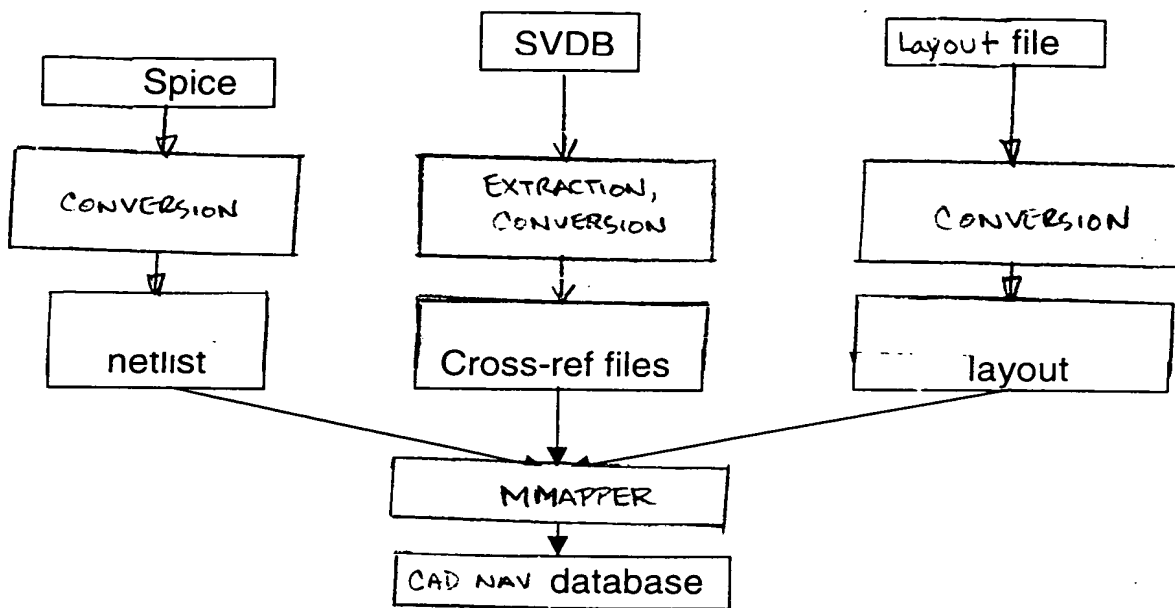 SVDB
Layout file
Spice
CONVERSION
EXTRACTION,
CONVERSION
CONVERSION
netlist
Cross-ref files
layout
MMAPPER
CAD NAV database